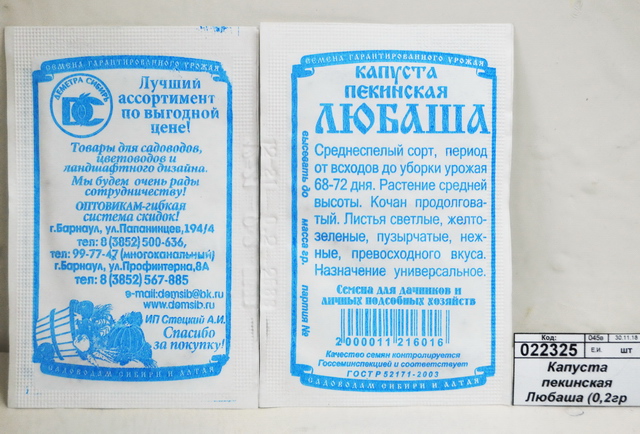 СЕМЕНА ГАРАНТИРОВАННОГО УРОЖАЯ
ДЕМЕТРА СИБИРЬ
Лучший
ассортимент
по выгодной
цене!
Товары для садоводов,
цветоводов и
ландшафтного дизайна.
Мы будем очень рады
сотрудничеству!
ОПТОВИКАМ-гибкая
система скидок!
г.Барнаул, ул.Папанинцев,194/4
тел: 8 (3852) 500-636,
тел: 99-77-47 (многоканальный)
г.Барнаул, ул.Профинтерна,8А
тел: 8 (3852) 567-885
e-mail:demsib@bk.ru
www.demsib.ru
ИП Стецкий А.И.
Спасибо
за покупку!
САДОВОДАМ СИБИРИ И АЛТАЯ
СЕМЕНА ГАРАНТИРОВАННОГО УРОЖАЯ
КАПУСТА
ПЕКИНСКАЯ
ЛЮБАША
высевать до
масса гр.
партия №
Среднеспелый сорт, период
от всходов до уборки урожая
68-72 дня. Растение средней
высоты. Кочан продолгова-
тый. Листья светлые, желто-
зеленые, пузырчатые, неж-
ные, превосходного вкуса.
Назначение универсальное.
Семена для дачников и
личных подсобных хозяйств
2000011216016
Качество семян контролируется
Госсеминспекцией и соответствует
ГОСТ Р 52171-2003
САДОВОДАМ СИБИРИ И АЛТАЯ
Код: 045в 30.11.18
022325 Е.И. шт
Капуста
пекинская
Любаша (0,2гр